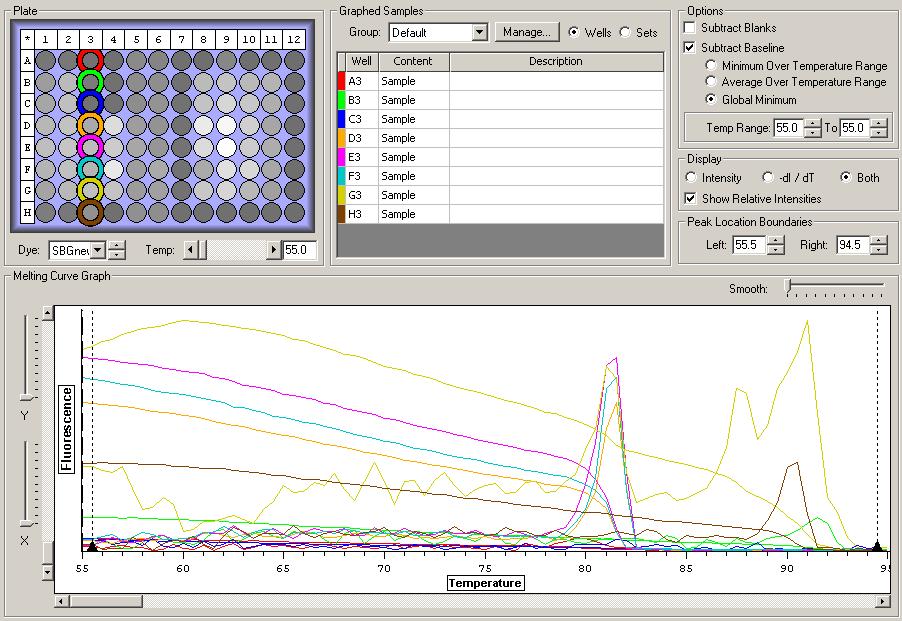 Plate
* 1 2 3 4 5 6 7 8 9 10 11 12
A
B
C
D
E
F
G
H
Dye: SBGnew Temp: 55.0
Graphed Samples
Group: Default Manage... Wells Sets
Well Content Description
A3 Sample
B3 Sample
C3 Sample
D3 Sample
E3 Sample
F3 Sample
G3 Sample
H3 Sample
Options
Subtract Blanks
Subtract Baseline
Minimum Over Temperature Range
Average Over Temperature Range
Global Minimum
Temp Range: 55.0 To 55.0
Display
Intensity -dI / dT Both
Show Relative Intensities
Peak Location Boundaries
Left: 55.5 Right: 94.5
Melting Curve Graph
Smooth:
Y
X
Fluorescence
55 60 65 70 75 80 85 90 95
Temperature